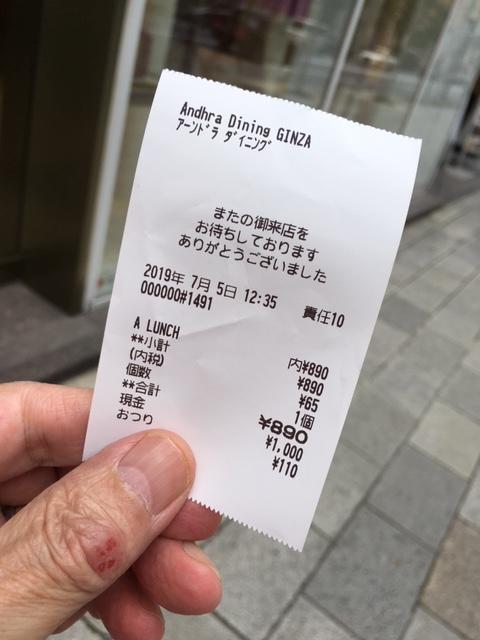 Andhra Dining GINZA
アーンドラ ダイニング
またの御来店を
お待ちしております
ありがとうございました
2019年 7月 5日 12:35
000000#1491 責任10
A LUNCH 内¥890
**小計 ¥890
(内税) ¥65
個数 1個
**合計 ¥890
現金 ¥1,000
おつり ¥110